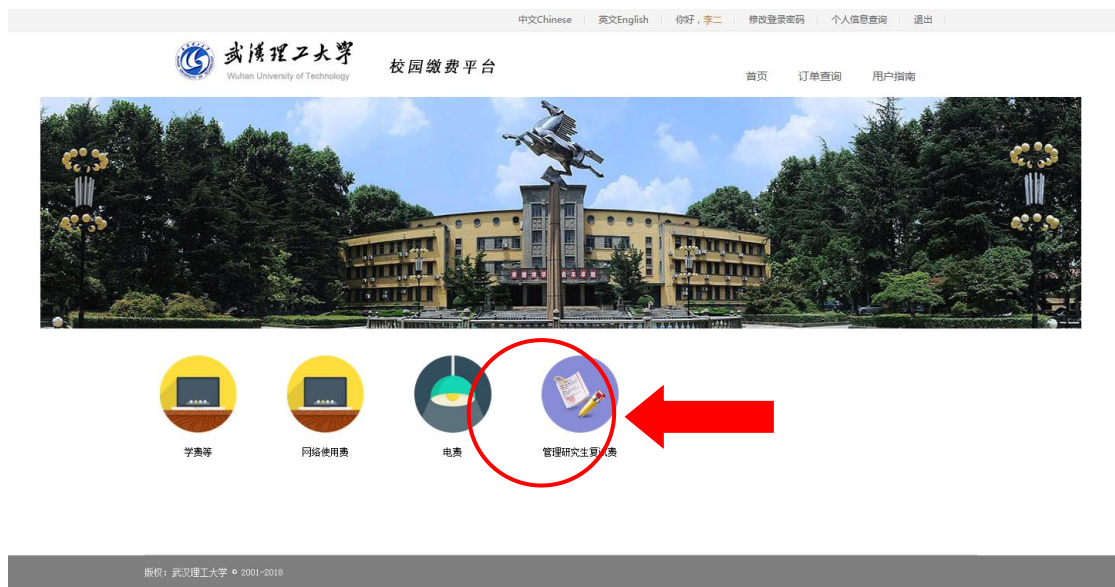 中文Chinese 英文English 你好，李二 修改登录密码 个人信息查询 退出
武汉理工大学
Wuhan University of Technology
校园缴费平台
首页 订单查询 用户指南
学费等 网络使用费 电费 管理研究生复试费
版权：武汉理工大学 © 2001-2016